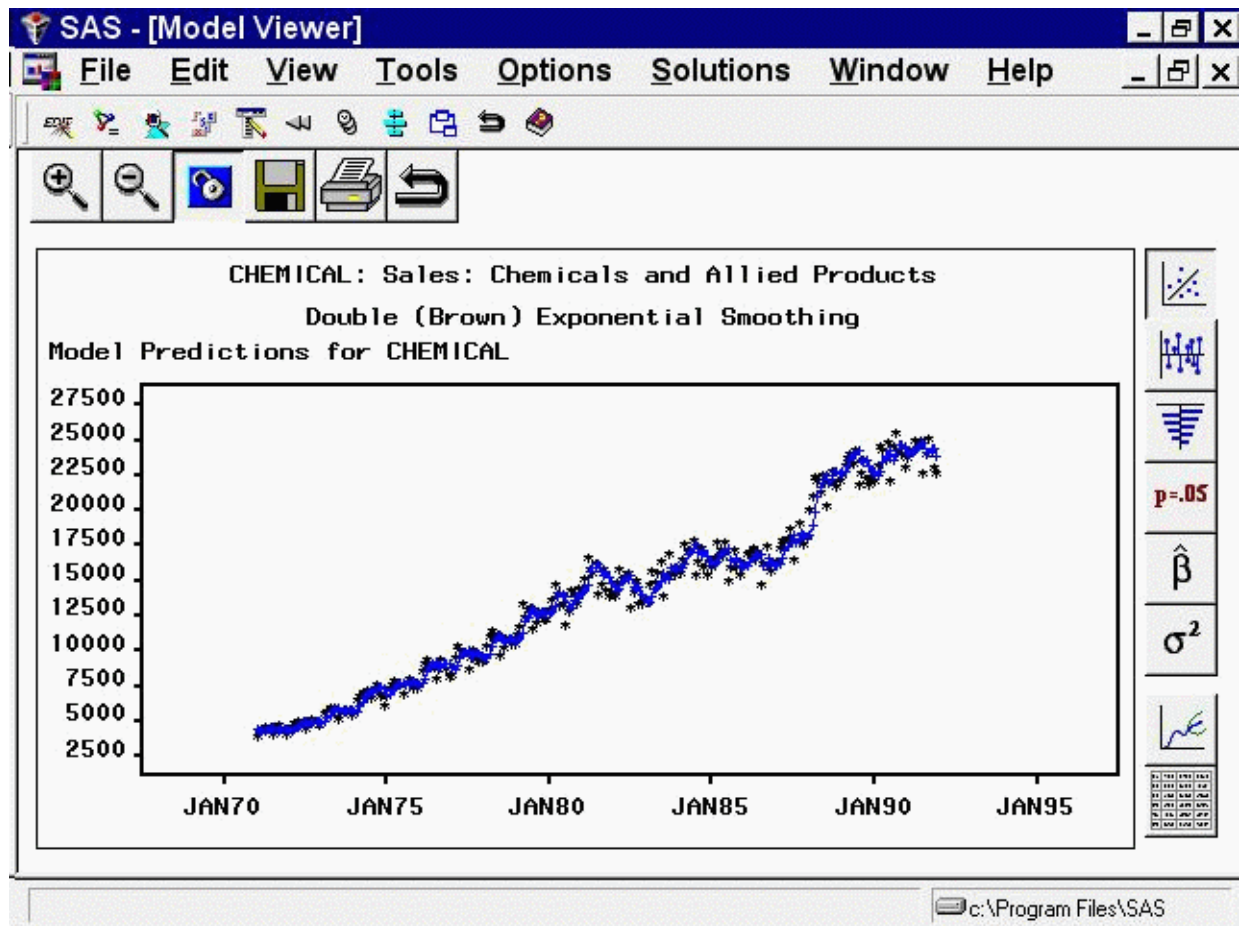 SAS - [Model Viewer]
File Edit View Tools Options Solutions Window Help
CHEMICAL: Sales: Chemicals and Allied Products
Double (Brown) Exponential Smoothing
Model Predictions for CHEMICAL
27500
25000
22500
20000
17500
15000
12500
10000
7500
5000
2500
JAN70 JAN75 JAN80 JAN85 JAN90 JAN95
p=.05
β̂
σ²
c:\Program Files\SAS